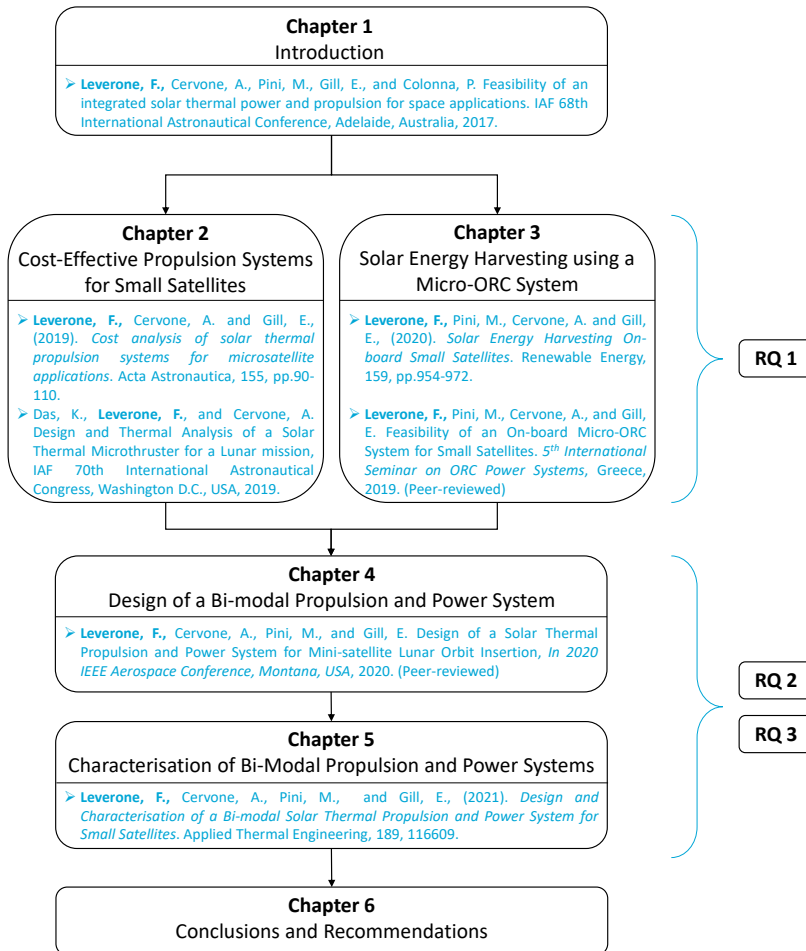 Chapter 1
Introduction
➢ Leverone, F., Cervone, A., Pini, M., Gill, E., and Colonna, P. Feasibility of an
integrated solar thermal power and propulsion for space applications. IAF 68th
International Astronautical Conference, Adelaide, Australia, 2017.
Chapter 2
Cost-Effective Propulsion Systems
for Small Satellites
➢ Leverone, F., Cervone, A. and Gill, E.,
(2019). Cost analysis of solar thermal
propulsion systems for microsatellite
applications. Acta Astronautica, 155, pp.90-
110.
➢ Das, K., Leverone, F., and Cervone, A.
Design and Thermal Analysis of a Solar
Thermal Microthruster for a Lunar mission,
IAF 70th International Astronautical
Congress, Washington D.C., USA, 2019.
Chapter 3
Solar Energy Harvesting using a
Micro-ORC System
➢ Leverone, F., Pini, M., Cervone, A. and Gill,
E., (2020). Solar Energy Harvesting On-
board Small Satellites. Renewable Energy,
159, pp.954-972.
➢ Leverone, F., Pini, M., Cervone, A., and Gill,
E. Feasibility of an On-board Micro-ORC
System for Small Satellites. 5th International
Seminar on ORC Power Systems, Greece,
2019. (Peer-reviewed)
RQ 1
Chapter 4
Design of a Bi-modal Propulsion and Power System
➢ Leverone, F., Cervone, A., Pini, M., and Gill, E. Design of a Solar Thermal
Propulsion and Power System for Mini-satellite Lunar Orbit Insertion, In 2020
IEEE Aerospace Conference, Montana, USA, 2020. (Peer-reviewed)
RQ 2
RQ 3
Chapter 5
Characterisation of Bi-Modal Propulsion and Power Systems
➢ Leverone, F., Cervone, A., Pini, M., and Gill, E., (2021). Design and
Characterisation of a Bi-modal Solar Thermal Propulsion and Power System for
Small Satellites. Applied Thermal Engineering, 189, 116609.
Chapter 6
Conclusions and Recommendations